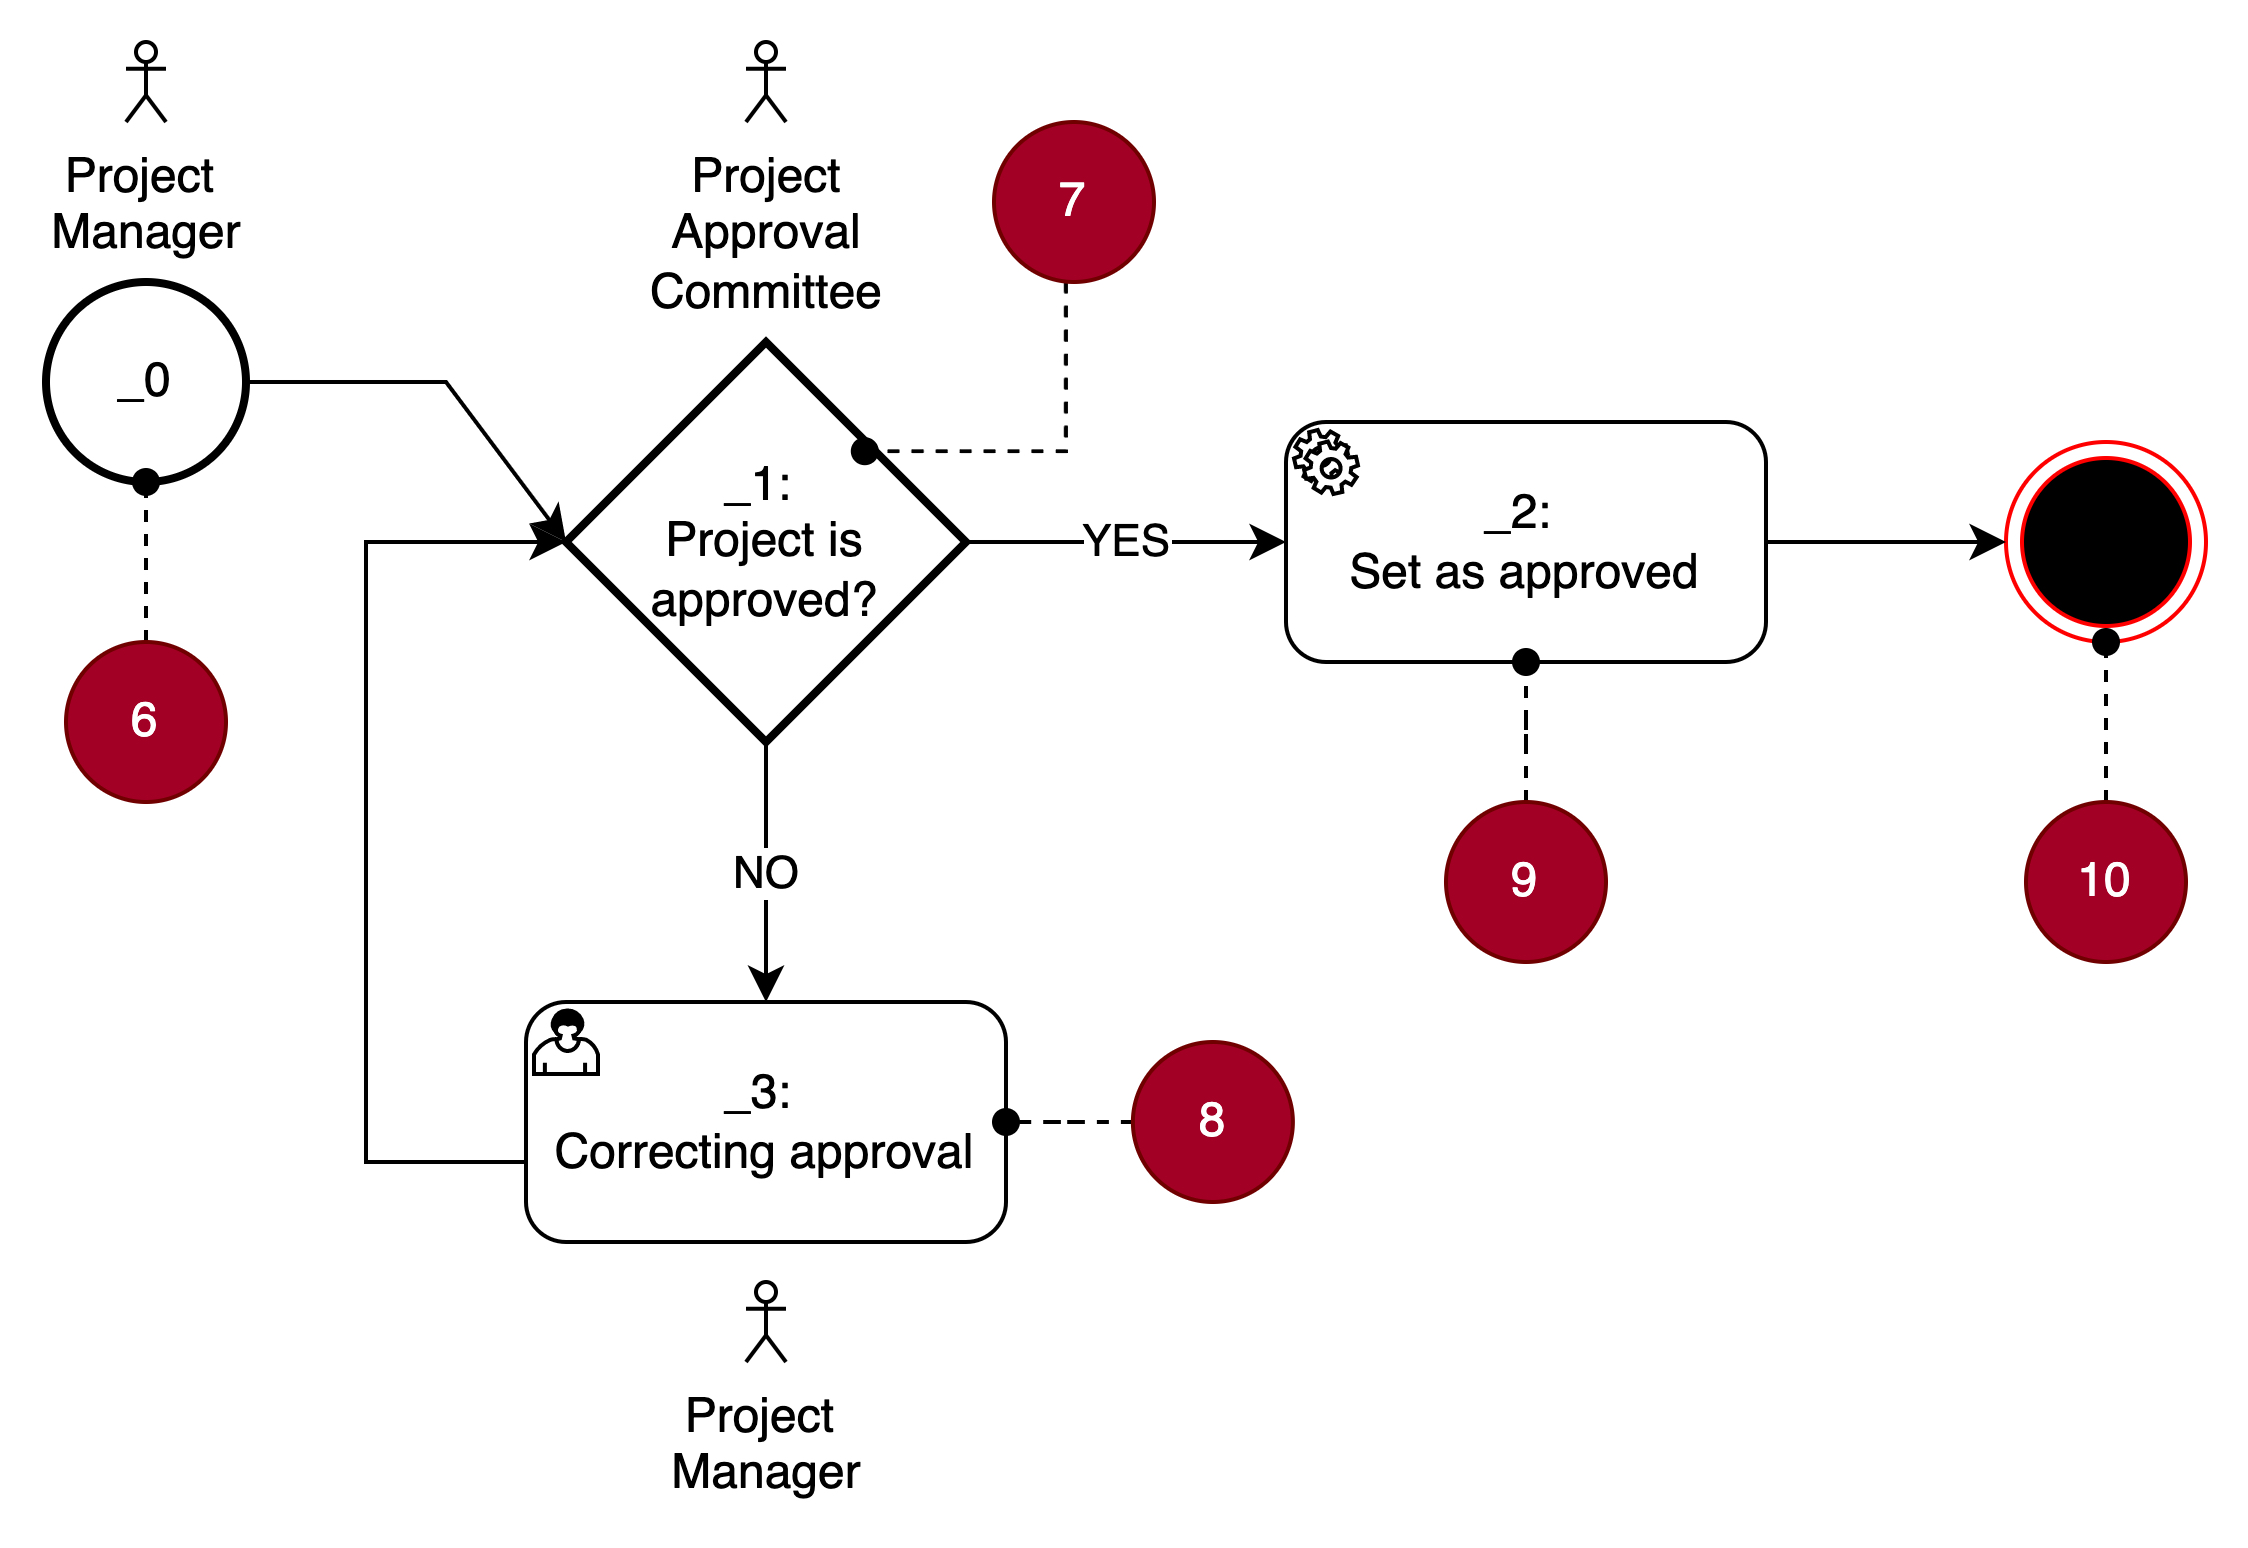 Project
Manager
_0
6
Project
Approval
Committee
7
_1:
Project is
approved?
YES
_2:
Set as approved
9
10
NO
_3:
Correcting approval
8
Project
Manager